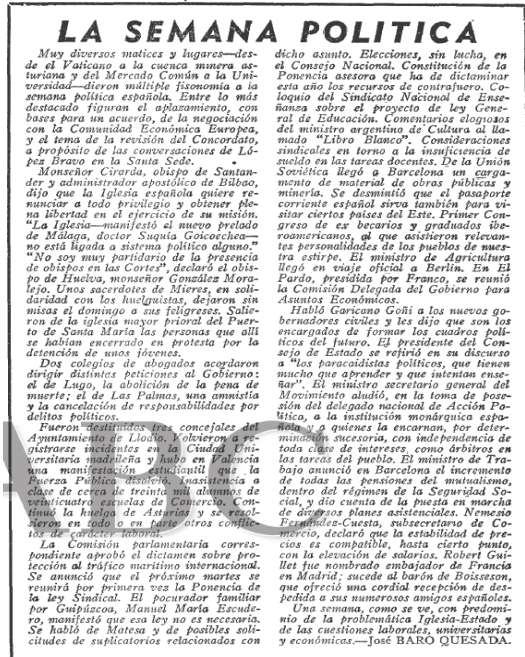 LA SEMANA POLITICA
Muy diversos matices y lugares—des-
de el Vaticano a la cuenca minera as-
turiana y del Mercado Común a la Uni-
versidad—dieron múltiple fisonomía a la
semana política española. Entre lo más
destacado figuran el aplazamiento, con
bases para un acuerdo, de la negociación
con la Comunidad Económica Europea,
y el tema de la revisión del Concordato,
a propósito de las conversaciones de Ló-
pes Bravo en la Santa Sede.
Monseñor Cirarda, obispo de Santan-
der y administrador apostólico de Bilbao,
dijo que la Iglesia española quiere re-
nunciar a todo privilegio y obtener ple-
na libertad en el ejercicio de su misión.
"La Iglesia—manifestó el nuevo prelado
de Málaga, doctor Suquía Goicoechea—
no está ligada a sistema político alguno."
"No soy muy partidario de la presencia
de obispos en las Cortes", declaró el obis-
po de Huelva, monseñor González Mora-
lejo. Unos sacerdotes de Mieres, en soli-
daridad con los huelguistas, dejaron sin
misas el domingo a sus feligreses. Salie-
ron de la iglesia mayor prioral del Puer-
to de Santa María las personas que allí
se habían encerrado en protesta por la
detención de unos jóvenes.
Dos colegios de abogados acordaron
dirigir distintas peticiones al Gobierno:
el de Lugo, la abolición de la pena de
muerte; el de Las Palmas, una amnistía
y la cancelación de responsabilidades por
delitos políticos.
Fueron destituidos concejales del
Ayuntamiento de Llodio. Volvieron a re-
gistrarse incidentes en la Ciudad Uni-
versitaria madrileña y hubo en Valencia
una manifestación estudiantil. La
Fuerza Pública asistencia a
clase de cerca de treinta mil alumnos de
veinticuatro escuelas de Comercio. Con-
tinúa la huelga de Asturias y se resol-
vieron en todo o en parte otros conflic-
tos de carácter laboral.
La Comisión parlamentaria corres-
pondiente aprobó el dictamen sobre pro-
tección al tráfico marítimo internacional.
Se anunció que el próximo martes se
reunirá por primera vez la Ponencia de
la ley Sindical. El procurador familiar
por Guipúzcoa, Manuel María Escude-
ro, manifestó que esa ley no es necesaria.
Se habló de Matesa y de posibles soli-
citudes de suplicatorios relacionados con
dicho asunto. Elecciones, sin lucha, en
el Consejo Nacional. Constitución de la
Ponencia asesora que ha de dictaminar
esta año los recursos de contrafuero. Co-
loquio del Sindicato Nacional de Ense-
ñanza sobre el proyecto de ley Gene-
ral de Educación. Comentarios elogiosos
del ministro argentino de Cultura al lla-
mado "Libro Blanco". Consideraciones
sindicales en torno a la insuficiencia de
sueldo en las tareas docentes. De la Unión
Soviética llegó a Barcelona un carga-
mento de material de obras públicas y
minería. Se desmintió que el pasaporte
corriente español sirva también para vi-
sitar ciertos países del Este. Primer Con-
greso de ex becarios y graduados ibe-
roamericanos, al que asistieron relevan-
tes personalidades de los pueblos de nues-
tra estirpe. El ministro de Agricultura
llegó en viaje oficial a Berlín. En El
Pardo, presidida por Franco, se reunió
la Comisión Delegada del Gobierno para
Asuntos Económicos.
Habló Garicano Goñi a los nuevos go-
bernadores civiles y les dijo que son los
encargados de formar los cuadros polí-
ticos del futuro. El presidente del Con-
sejo de Estado se refirió en su discurso
a "los paracaidistas políticos, que tienen
mucho que aprender y que intentan ense-
ñar". El ministro secretario general del
Movimiento aludió, en la toma de pose-
sión del delegado nacional de Acción Po-
lítica, a la institución monárquica espa-
ñola y a quienes la encarnan, por deter-
minación sucesoria, con independencia de
toda clase de intereses, como árbitros en
las tareas del pueblo. El ministro de Tra-
bajo anunció en Barcelona el incremento
de todas las pensiones del mutualismo,
dentro del régimen de la Seguridad So-
cial, y dio cuenta de la puesta en marcha
de diversos planes asistenciales. Nemesio
Fernández-Cuesta, subsecretario de Co-
mercio, declaró que la estabilidad de pre-
cios es compatible, hasta cierto punto,
con la elevación de salarios. Robert Gui-
llet fue nombrado embajador de Francia
en Madrid; sucede al barón de Boisseson,
que ofreció una cordial recepción de des-
pedida a sus numerosos amigos españoles.
Una semana, como se ve, con predomi-
nio de la problemática Iglesia-Estado y
de las cuestiones laborales, universitarias
y económicas.—José BARO QUESADA.
ABC